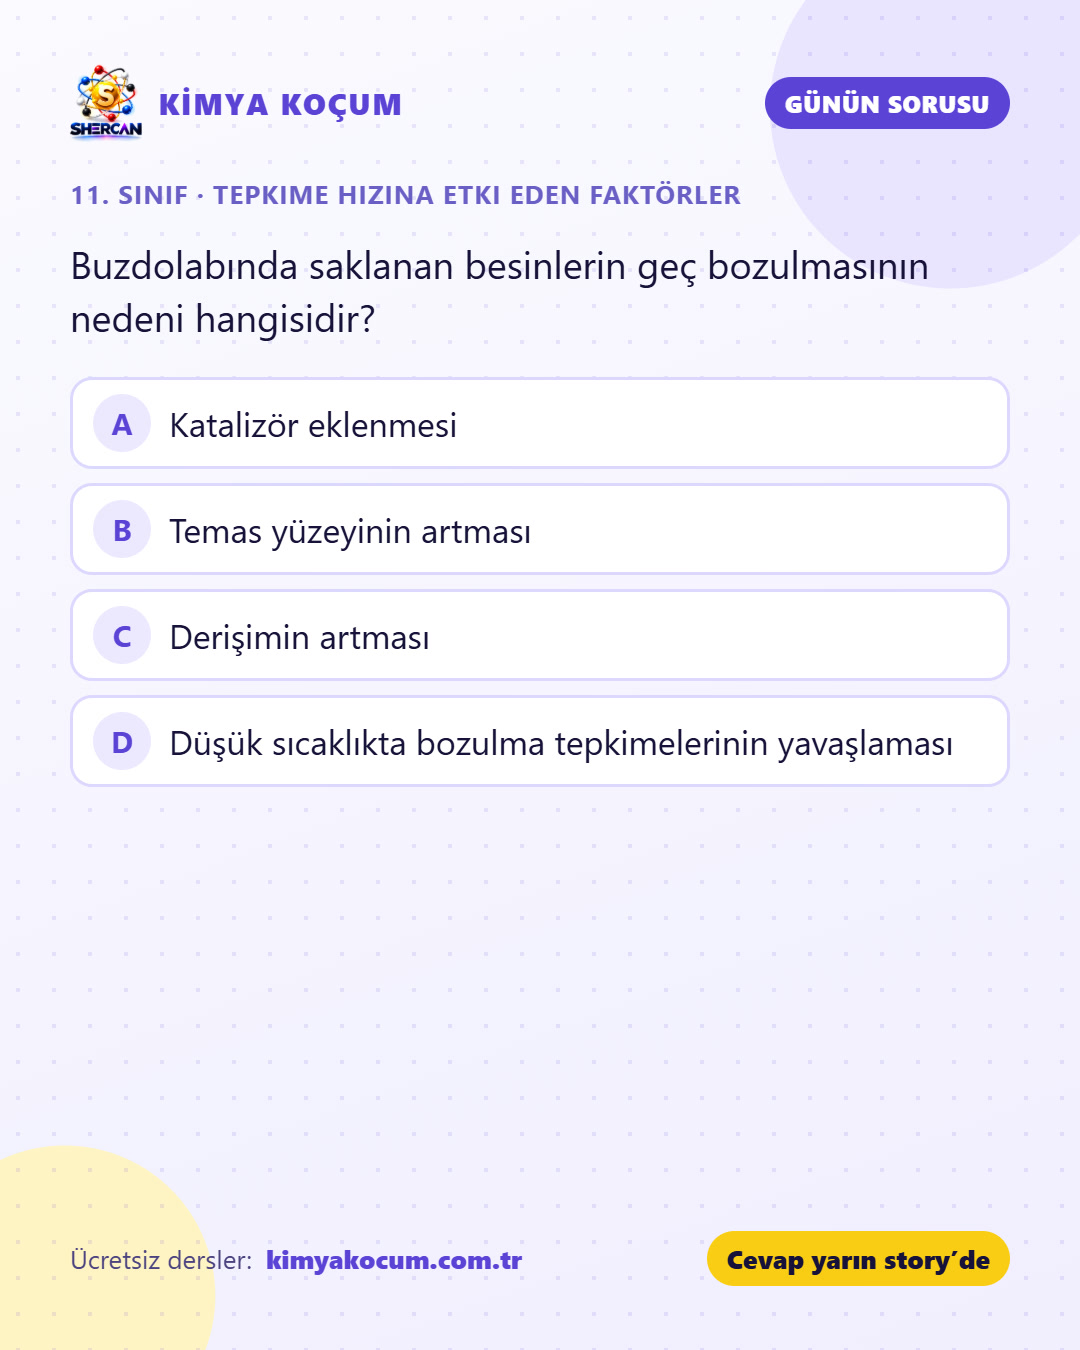 SHERCAN
KİMYA KOÇUM
GÜNÜN SORUSU
11. SINIF · TEPKIME HIZINA ETKI EDEN FAKTÖRLER
Buzdolabında saklanan besinlerin geç bozulmasının
nedeni hangisidir?
A Katalizör eklenmesi
B Temas yüzeyinin artması
C Derişimin artması
D Düşük sıcaklıkta bozulma tepkimelerinin yavaşlaması
Ücretsiz dersler: kimyakocum.com.tr
Cevap yarın story’de